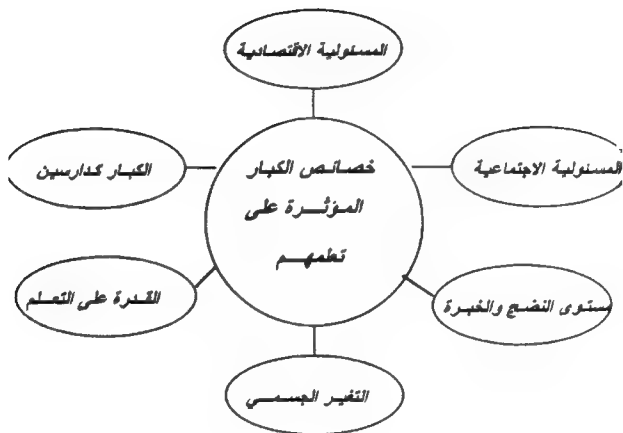 المسئولية الاقتصادية
الكبار كدارسين
خصائص الكبار
المؤثرة على
تعلمهم
المسئولية الاجتماعية
القدرة على التعلم
مستوى النضج والخبرة
التغير الجسمي